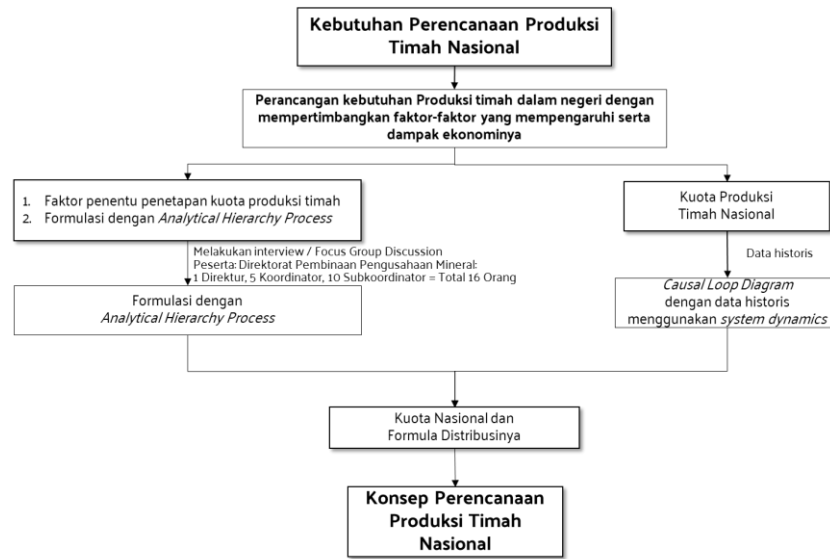 Kebutuhan Perencanaan Produksi
Timah Nasional
Perancangan kebutuhan Produksi timah dalam negeri dengan
mempertimbangkan faktor-faktor yang mempengaruhi serta
dampak ekonominya
1. Faktor penentu penetapan kuota produksi timah
2. Formulasi dengan Analytical Hierarchy Process
Kuota Produksi
Timah Nasional
Melakukan interview / Focus Group Discussion
Peserta: Direktorat Pembinaan Pengusahaan Mineral:
1 Direktur, 5 Koordinator, 10 Subkoordinator = Total 16 Orang
Data historis
Formulasi dengan
Analytical Hierarchy Process
Causal Loop Diagram
dengan data historis
menggunakan system dynamics
Kuota Nasional dan
Formula Distribusinya
Konsep Perencanaan
Produksi Timah
Nasional